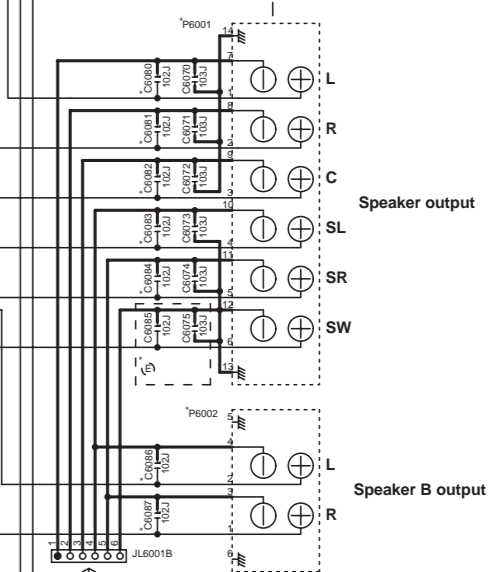 *P6001
14
7
* C6080 102J
C6070 103J
L
1
8
* C6081 102J
C6071 103J
R
2
9
* C6082 102J
C6072 103J
C
3
Speaker output
10
* C6083 102J
C6073 103J
SL
4
11
* C6084 102J
C6074 103J
SR
5
12
C6085 102J
C6075 103J
SW
6
* (E)
13
*P6002
5
4
* C6086 102J
L
2
Speaker B output
3
* C6087 102J
R
1
1 2 3 4 5 6
JL6001B
6